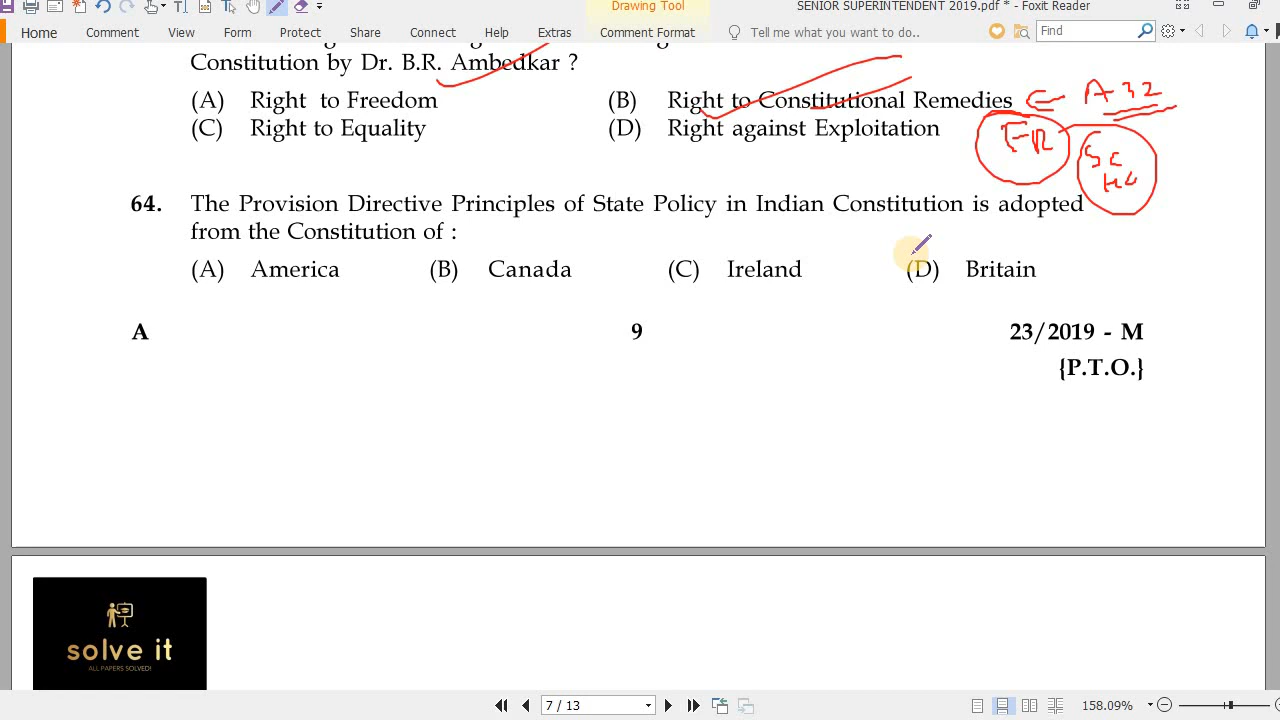 Drawing Tool
SENIOR SUPERINTENDENT 2019.pdf * - Foxit Reader
Home Comment View Form Protect Share Connect Help Extras Comment Format Tell me what you want to do.. Find
Constitution by Dr. B.R. Ambedkar ?
(A) Right to Freedom (B) Right to Constitutional Remedies A 32
(C) Right to Equality (D) Right against Exploitation FR SC
HC
64. The Provision Directive Principles of State Policy in Indian Constitution is adopted
from the Constitution of :
(A) America (B) Canada (C) Ireland (D) Britain
A 9 23/2019 - M
{P.T.O.}
solve it
ALL PAPERS SOLVED!
7 / 13 158.09%